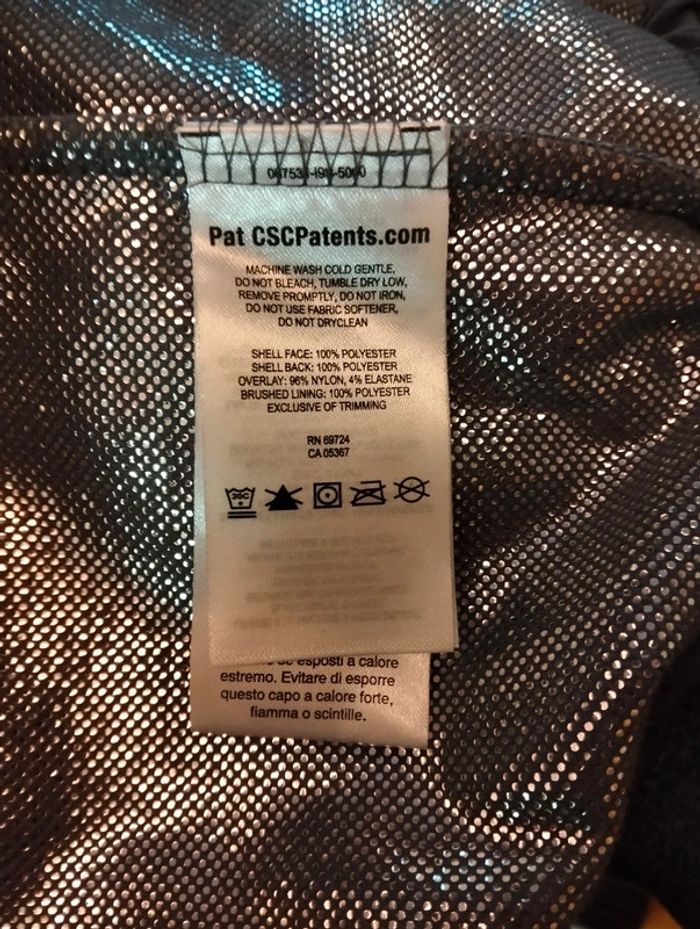 Pat CSCPatents.com
MACHINE WASH COLD GENTLE,
DO NOT BLEACH, TUMBLE DRY LOW,
REMOVE PROMPTLY, DO NOT IRON,
DO NOT USE FABRIC SOFTENER,
DO NOT DRYCLEAN
SHELL FACE: 100% POLYESTER
SHELL BACK: 100% POLYESTER
OVERLAY: 96% NYLON, 4% ELASTANE
BRUSHED LINING: 100% POLYESTER
EXCLUSIVE OF TRIMMING
RN 69724
CA 05367
30C
esposti a calore
estremo. Evitare di esporre
questo capo a calore forte,
fiamma o scintille.